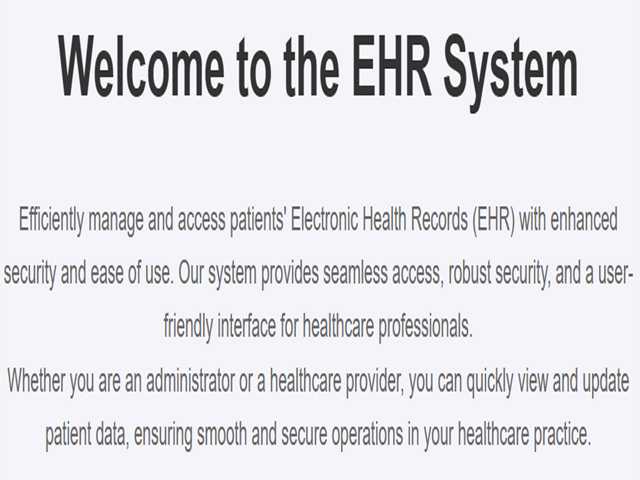 Welcome to the EHR System
Efficiently manage and access patients' Electronic Health Records (EHR) with enhanced
security and ease of use. Our system provides seamless access, robust security, and a user-
friendly interface for healthcare professionals.
Whether you are an administrator or a healthcare provider, you can quickly view and update
patient data, ensuring smooth and secure operations in your healthcare practice.